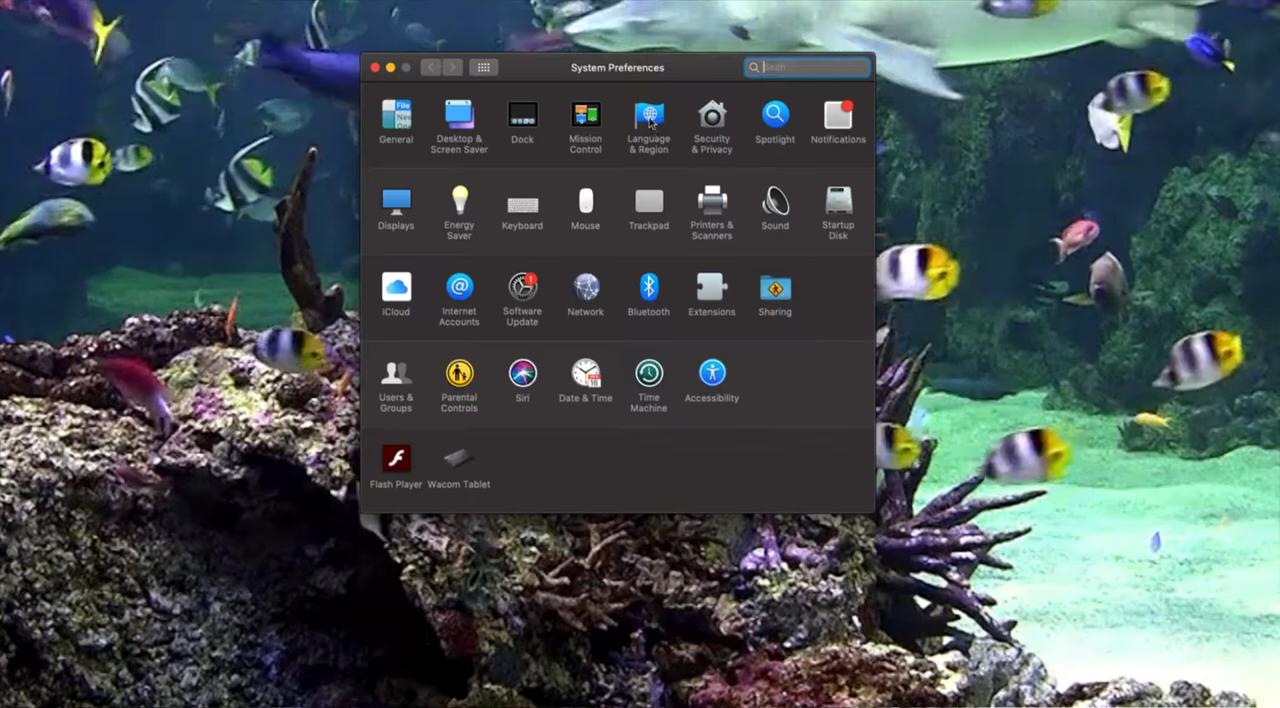 System Preferences
General
Desktop &
Screen Saver
Dock
Mission
Control
Language
& Region
Security
& Privacy
Spotlight
Notifications
Displays
Energy
Saver
Keyboard
Mouse
Trackpad
Printers &
Scanners
Sound
Startup
Disk
iCloud
Internet
Accounts
1
Software
Update
Network
Bluetooth
Extensions
Sharing
Users &
Groups
Parental
Controls
Siri
Date & Time
Time
Machine
Accessibility
Flash Player
Wacom Tablet